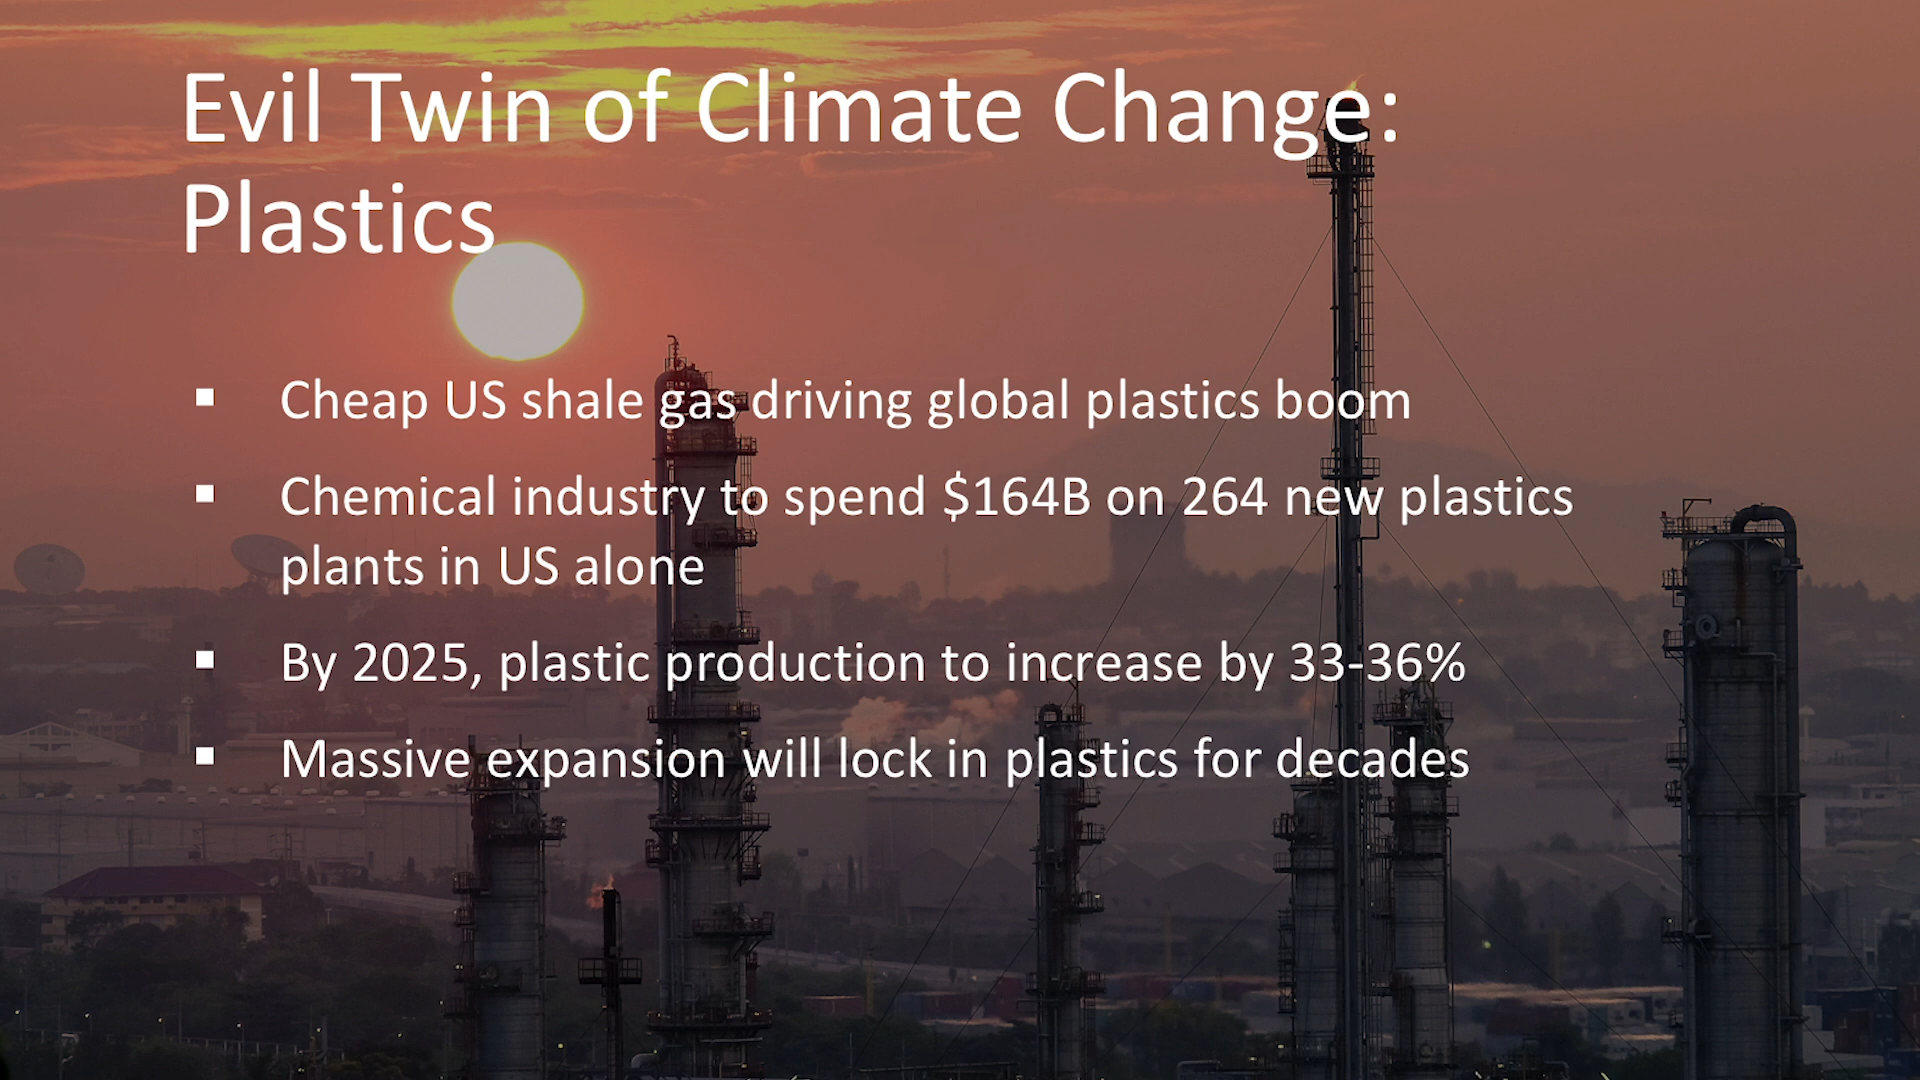 Evil Twin of Climate Change:
Plastics
▪ Cheap US shale gas driving global plastics boom
▪ Chemical industry to spend $164B on 264 new plastics
plants in US alone
▪ By 2025, plastic production to increase by 33-36%
▪ Massive expansion will lock in plastics for decades